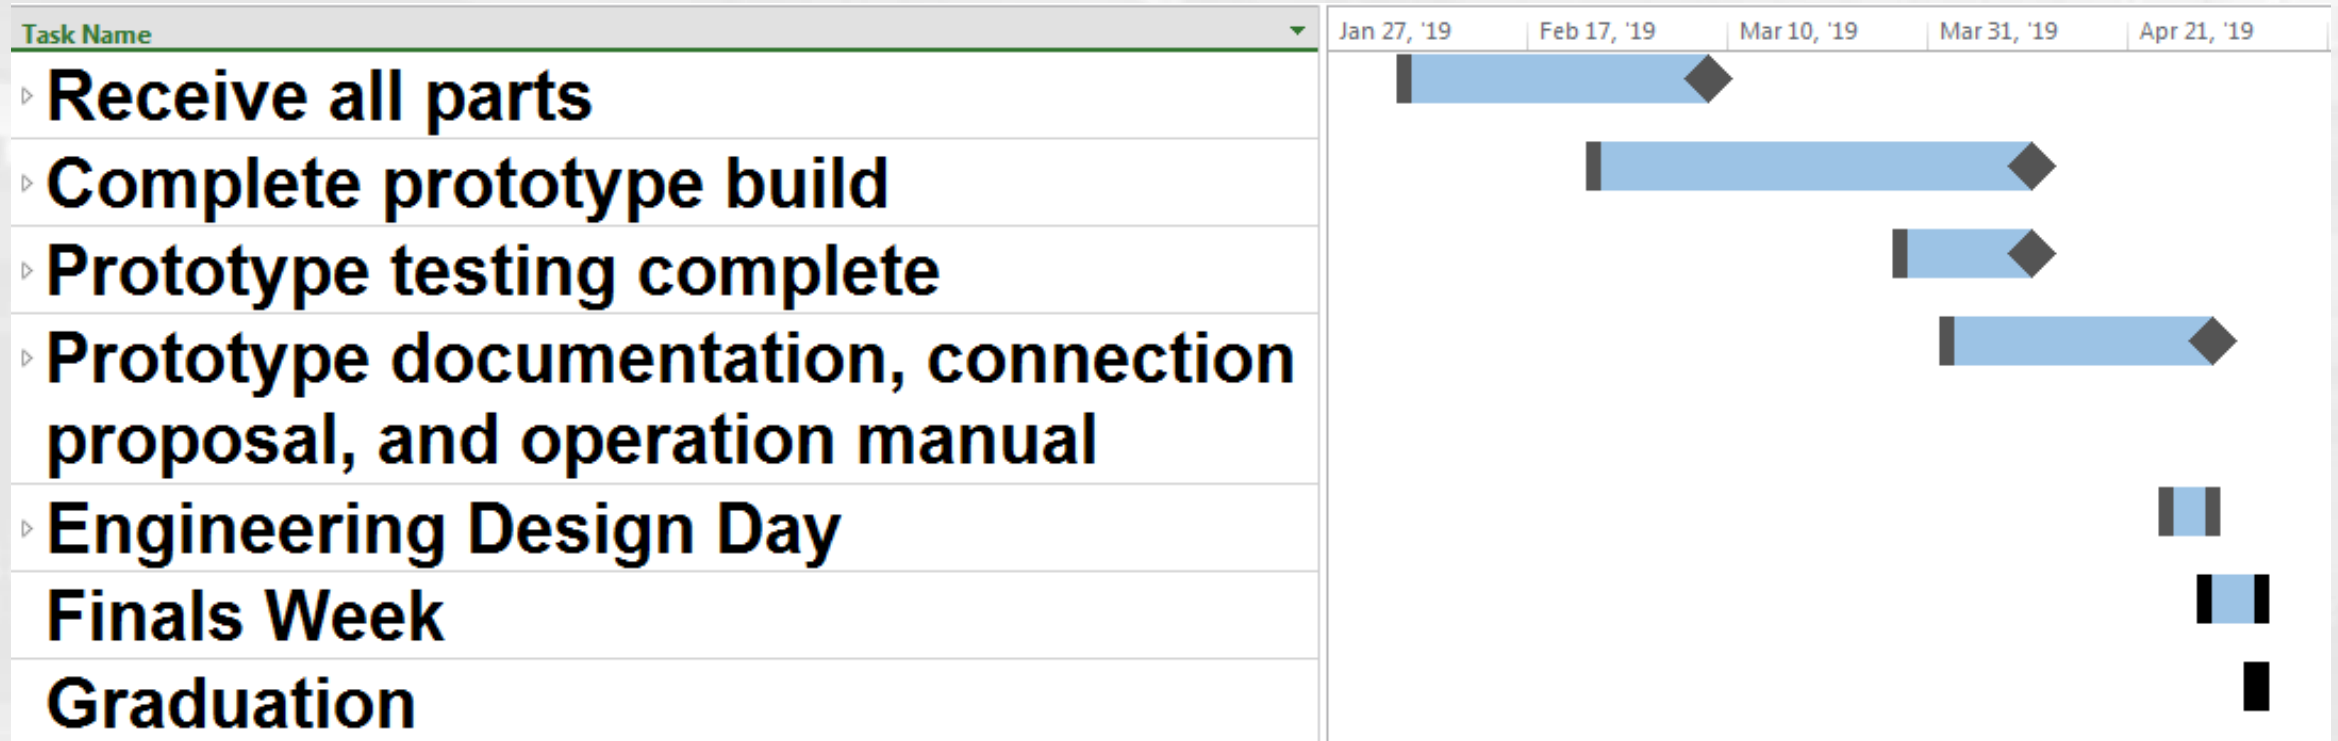 Task Name
Jan 27, '19 Feb 17, '19 Mar 10, '19 Mar 31, '19 Apr 21, '19
Receive all parts
Complete prototype build
Prototype testing complete
Prototype documentation, connection
proposal, and operation manual
Engineering Design Day
Finals Week
Graduation